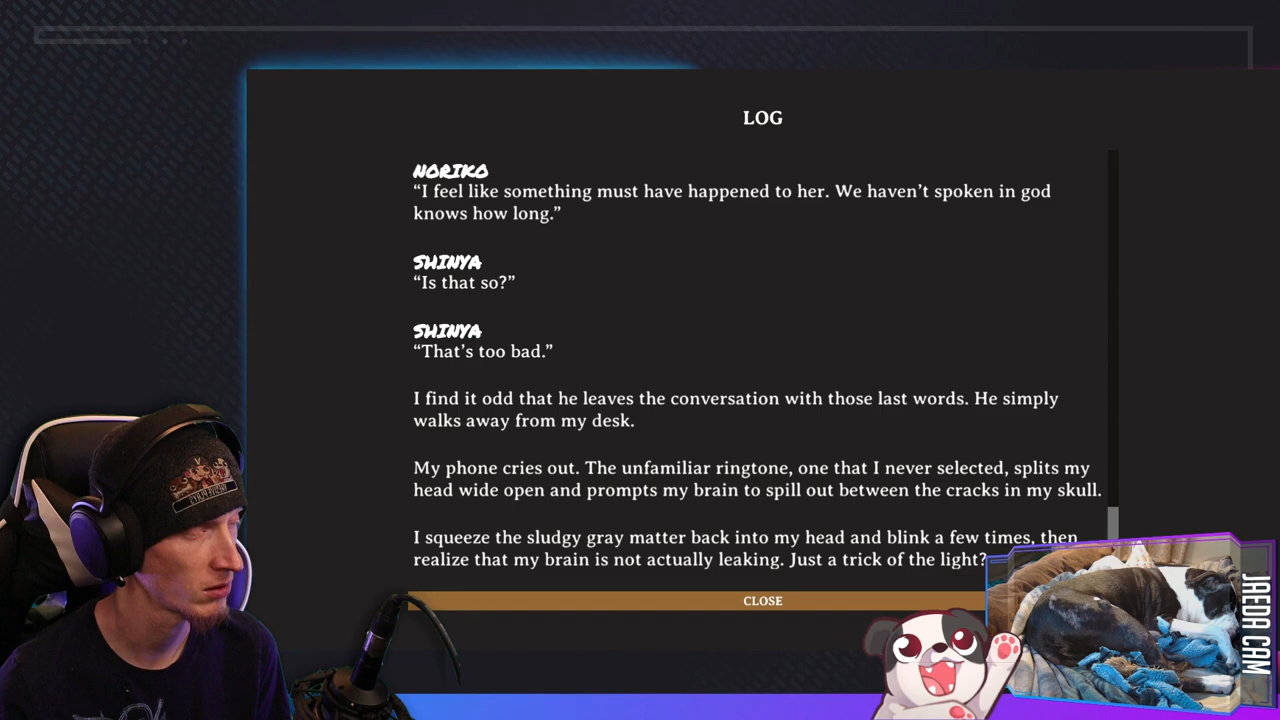 LOG
NORIKO
“I feel like something must have happened to her. We haven’t spoken in god
knows how long.”
SHINYA
“Is that so?”
SHINYA
“That’s too bad.”
I find it odd that he leaves the conversation with those last words. He simply
walks away from my desk.
My phone cries out. The unfamiliar ringtone, one that I never selected, splits my
head wide open and prompts my brain to spill out between the cracks in my skull.
I squeeze the sludgy gray matter back into my head and blink a few times, then
realize that my brain is not actually leaking. Just a trick of the light?
CLOSE
JAEDA CAM